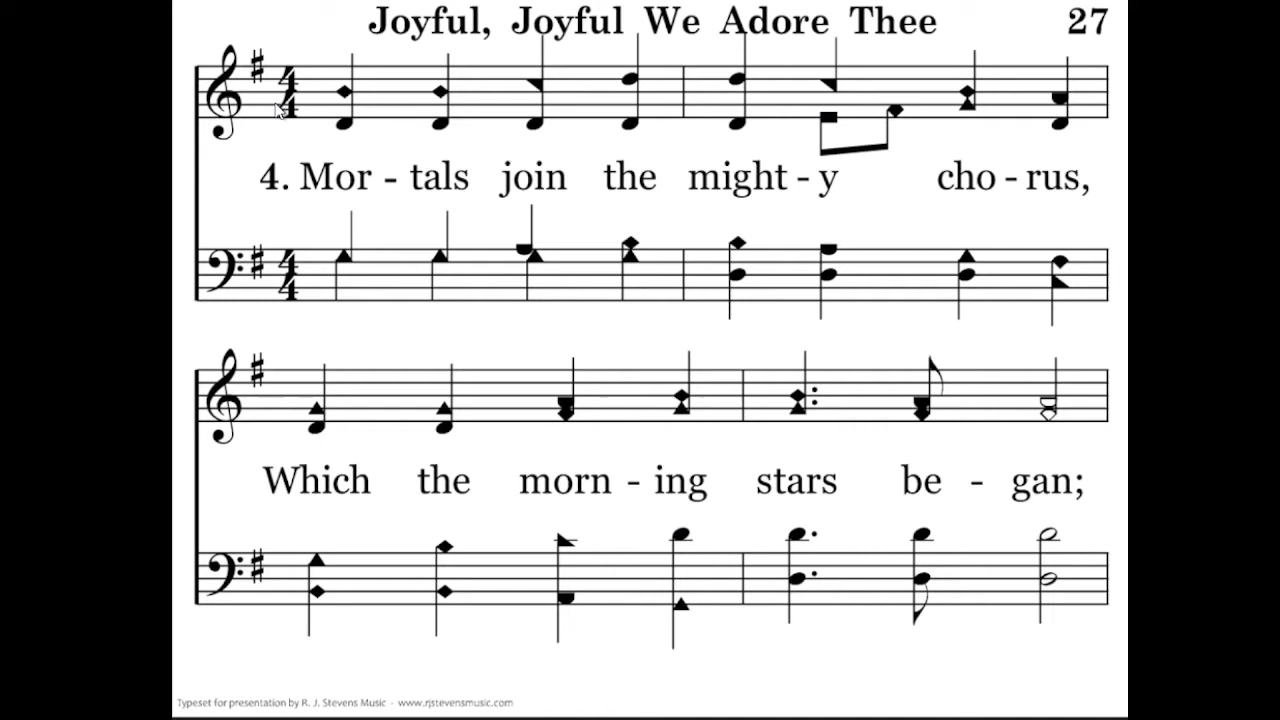 Joyful, Joyful We Adore Thee 27
4. Mor - tals join the might - y cho - rus,
Which the morn - ing stars be - gan;
Typeset for presentation by R. J. Stevens Music - www.rjstevensmusic.com